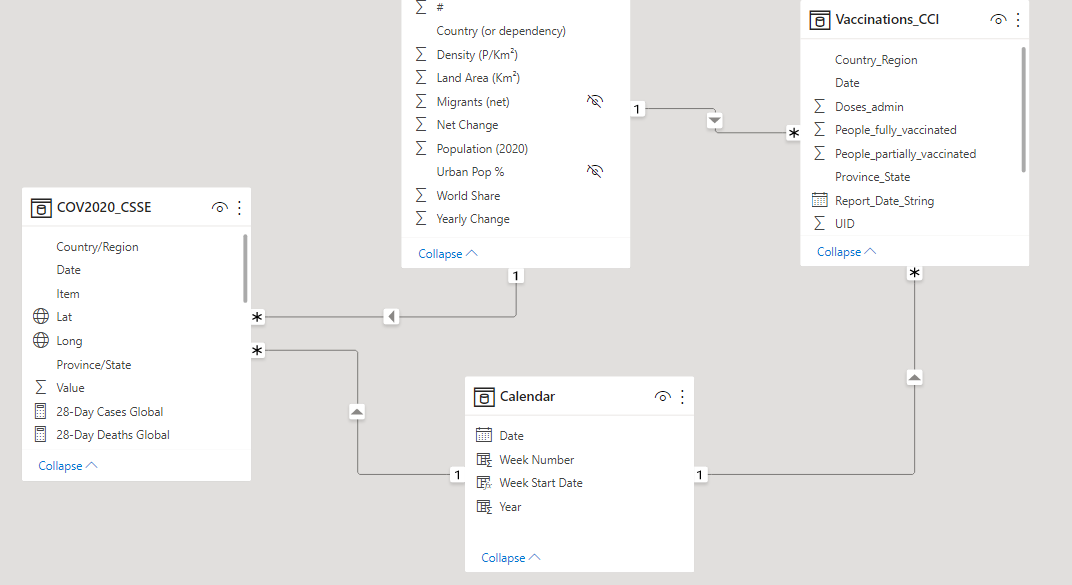 #
Country (or dependency)
Density (P/Km²)
Land Area (Km²)
Migrants (net)
Net Change
Population (2020)
Urban Pop %
World Share
Yearly Change
Collapse
Vaccinations_CCI
Country_Region
Date
Doses_admin
People_fully_vaccinated
People_partially_vaccinated
Province_State
Report_Date_String
UID
Collapse
1
*
1
*
*
*
COV2020_CSSE
Country/Region
Date
Item
Lat
Long
Province/State
Value
28-Day Cases Global
28-Day Deaths Global
Collapse
Calendar
Date
Week Number
Week Start Date
Year
Collapse
1
1